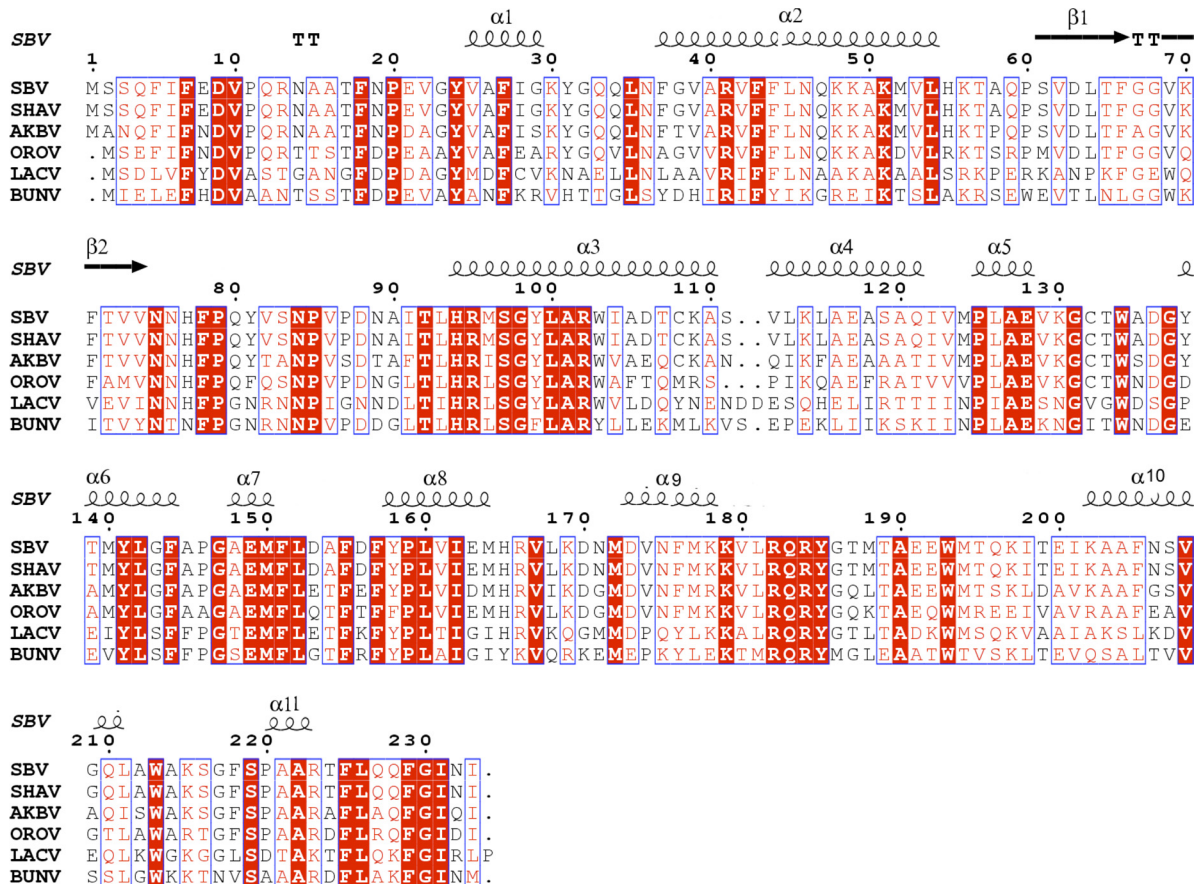 SBV TT α1 α2 β1 TT
1 10 20 30 40 50 60 70
SBV MSSQFIFEDVPQRNAATFNPEVGYVAFIGKYGQQLNFGVARVFFLNQKKAKMVLHKTAQPSVDLTFGGVK
SHAV MSSQFIFEDVPQRNAATFNPEVGYVAFIGKYGQQLNFGVARVFFLNQKKAKMVLHKTAQPSVDLTFGGVK
AKBV MANQFIFNDVPQRNAATFNPDAGYVAFISKYGQQLNFTVARVFFLNQKKAKMVLHKTPQPSVDLTFAGVK
OROV .MSEFIFNDVPQRTTSTFDPEAAYVAFEARYGQVLNAGVVRVFFLNQKKAKDVLRKTSRPMVDLTFGGVQ
LACV .MSDLVFYDVASTGANGFDPDAGYMDFCVKNAELLNLAAVRIFFLNAAKAKAALSRKPERKANPKFGEWQ
BUNV .MIELEFHDVAANTSSTFDPEVAYANFKRVHTTGLSYDHIRIFYIKGREIKTSLAKRSEWEVTLNLGGWK
SBV β2 α3 α4 α5
80 90 100 110 120 130
SBV FTVVNNHFPQYVSNPVPDNAITLHRMSGYLARWIADTCKAS..VLKLAEASAQIVMPLAEVKGCTWADGY
SHAV FTVVNNHFPQYVSNPVPDNAITLHRMSGYLARWIADTCKAS..VLKLAEASAQIVMPLAEVKGCTWADGY
AKBV FTVVNNHFPQYTANPVSDTAFTLHRISGYLARWVAEQCKAN..QIKFAEAAATIVMPLAEVKGCTWSDGY
OROV FAMVNNHFPQFQSNPVPDNGLTLHRLSGYLARWAFTQMRS...PIKQAEFRATVVVPLAEVKGCTWNDGD
LACV VEVINNHFPGNRNNPIGNNDLTIHRLSGYLARWVLDQYNENDDESQHELIRTTIINPIAESNGVGWDSGP
BUNV ITVYNTNFPGNRNNPVPDDGLTIHRLSGFLARYLLEKMLKVS.EPEKLIIKSKIINPLAEKNGITWNDGE
SBV α6 α7 α8 α9 α10
140 150 160 170 180 190 200
SBV TMYLGFAPGAEMFLDAFDFYPLVIEMHRVLKDNMDVNFMKKVLRQRYGTMTAEEWMTQKITEIKAAFNSV
SHAV TMYLGFAPGAEMFLDAFDFYPLVIEMHRVLKDNMDVNFMKKVLRQRYGTMTAEEWMTQKITEIKAAFNSV
AKBV AMYLGFAPGAEMFLETFEFYPLVIDMHRVIKDGMDVNFMRKVLRQRYGQLTAEEWMTSKLDAVKAAFGSV
OROV AMYLGFAAGAEMFLQTFTFFPLVIEMHRVLKDGMDVNFMRKVLRQRYGQKTAEQWMREEIVAVRAAFEAV
LACV EIYLSFFPGTEMFLETFKFYPLTIGIHRVKQGMMDPQYLKKALRQRYGTLTADKWMSQKVAAIAKSLKDV
BUNV EVYLSFFPGSEMFLGTFRFYPLAIGIYKVQRKEMEPKYLEKTMRQRYMGLEAATWTVSKLTEVQSALTVV
SBV α11
210 220 230
SBV GQLAWAKSGFSPAARTFLQQFGINI.
SHAV GQLAWAKSGFSPAARTFLQQFGINI.
AKBV AQISWAKSGFSPAARAFLAQFGIQI.
OROV GTLAWARTGFSPAARDFLRQFGIDI.
LACV EQLKWGKGGLSDTAKTFLQKFGIRLP
BUNV SSLGWKKTNVSAAARDFLAKFGINM.